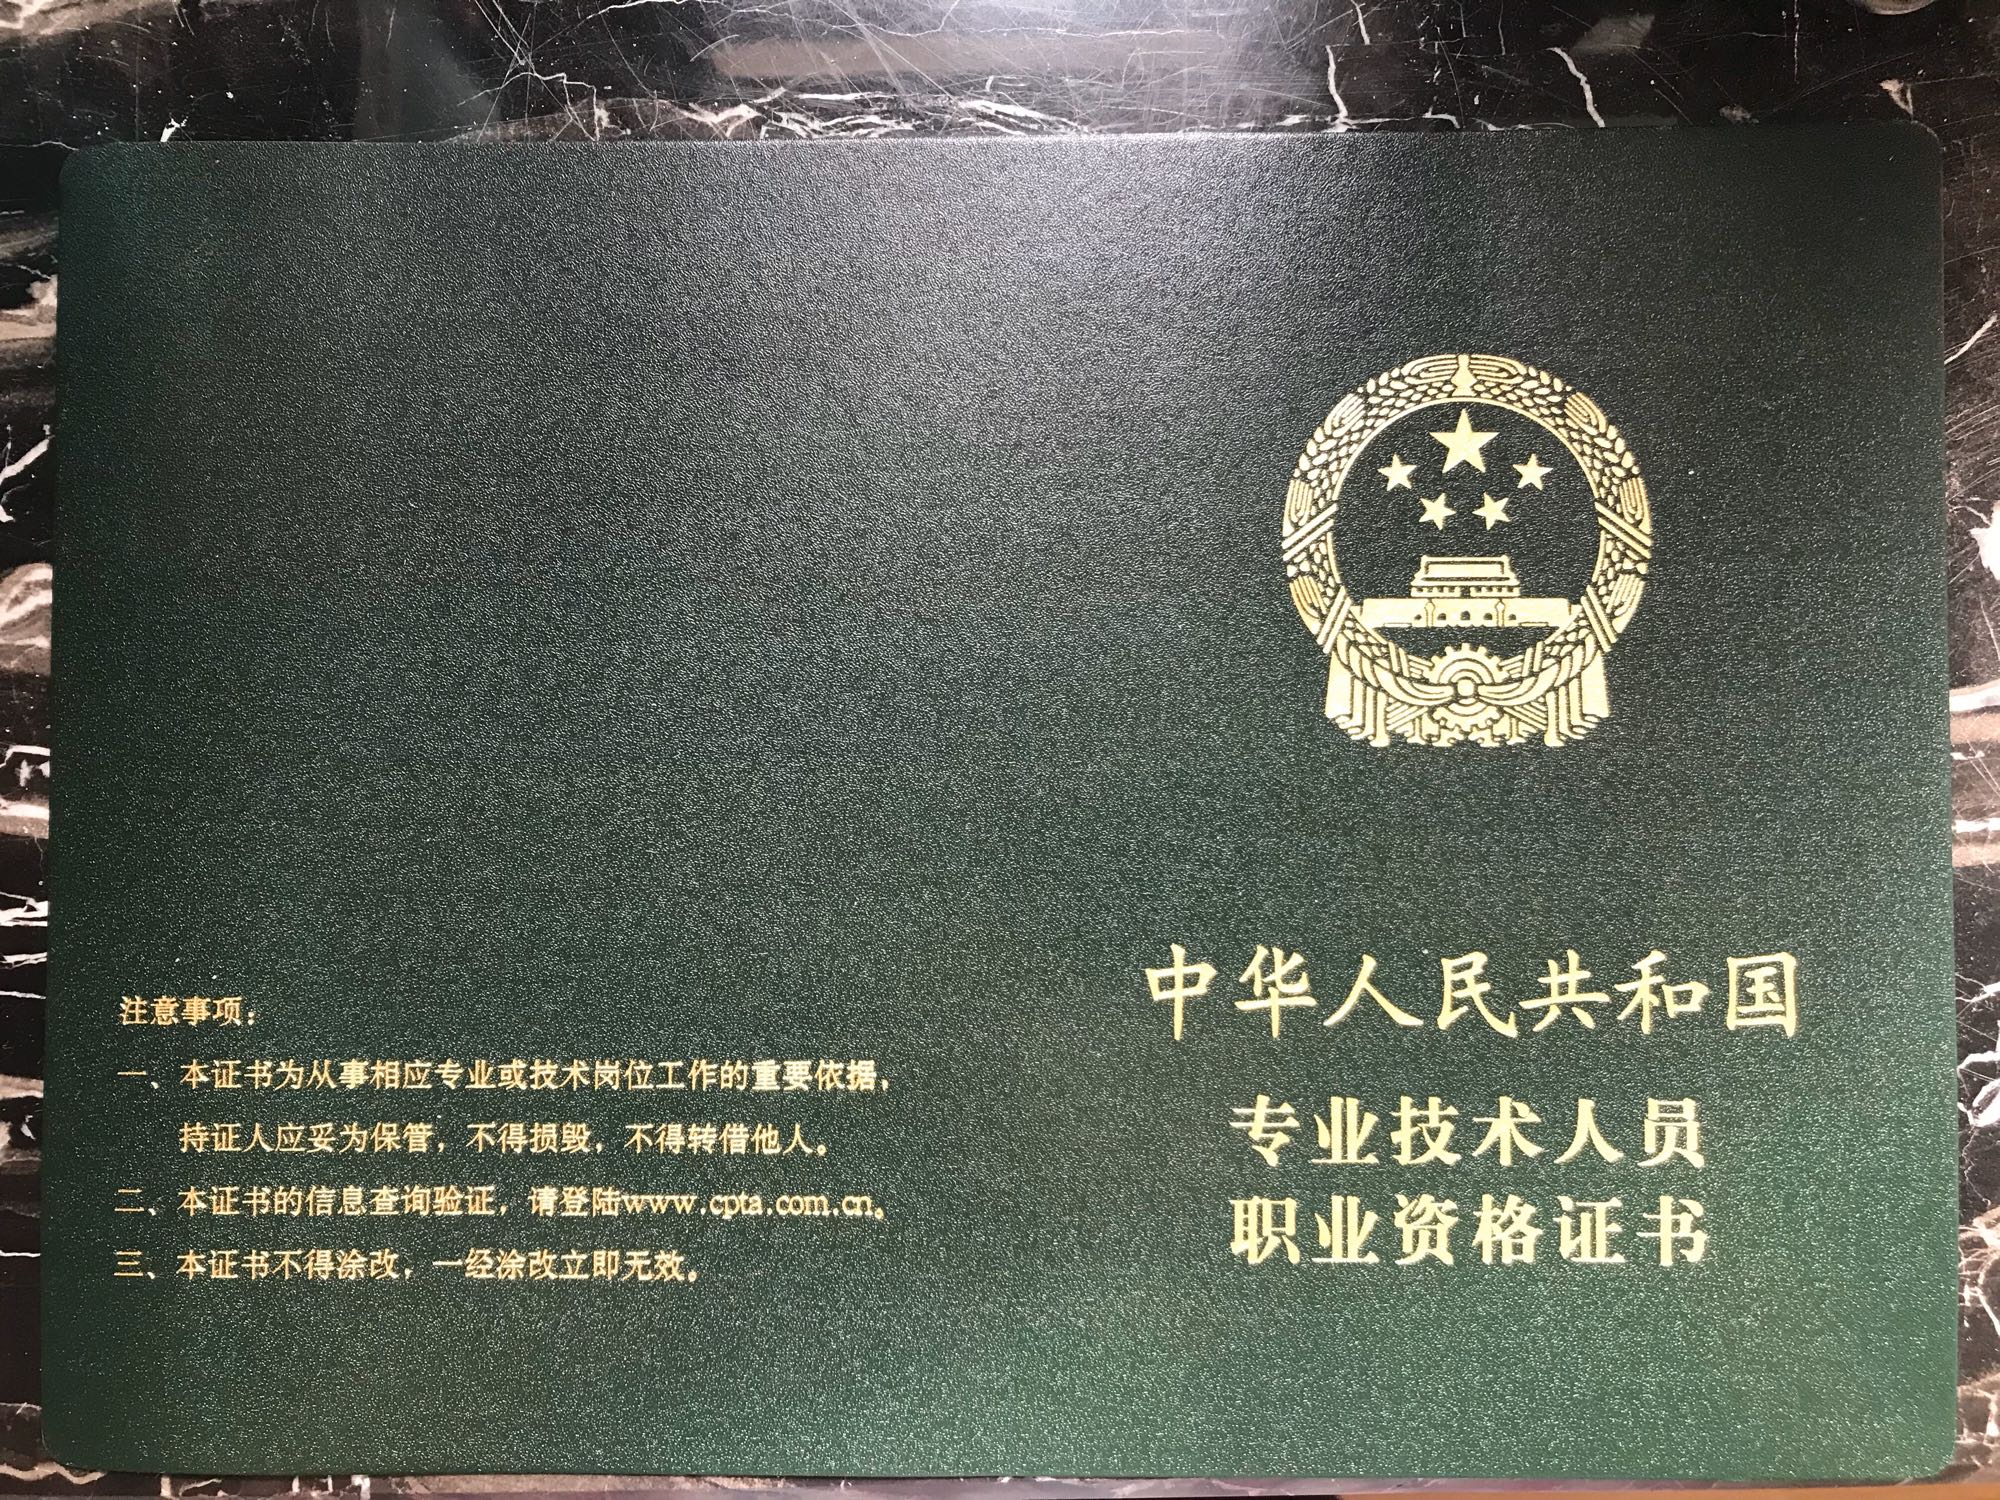 中华人民共和国
专业技术人员
职业资格证书
注意事项：
一、本证书为从事相应专业或技术岗位工作的重要依据，
持证人应妥为保管，不得损毁，不得转借他人。
二、本证书的信息查询验证，请登陆www.cpta.com.cn。
三、本证书不得涂改，一经涂改立即无效。